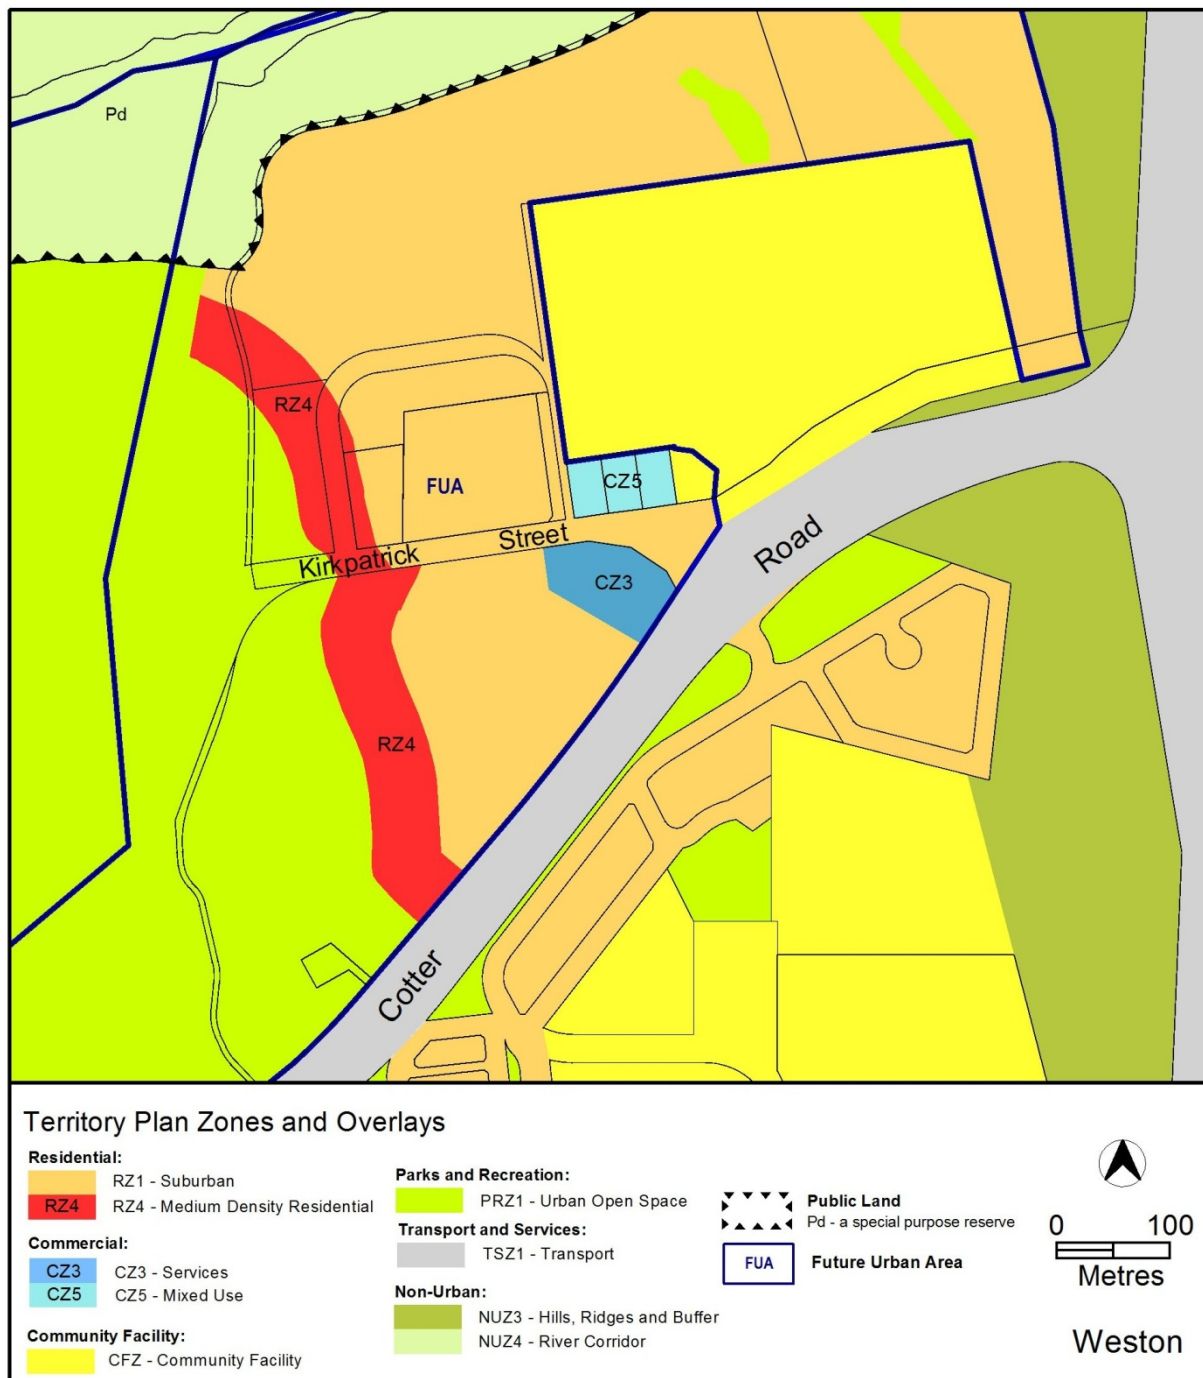 Pd
RZ4
FUA
CZ5
Kirkpatrick Street
CZ3
Road
RZ4
Cotter
Territory Plan Zones and Overlays
Residential:
RZ1 - Suburban
RZ4 RZ4 - Medium Density Residential
Commercial:
CZ3 CZ3 - Services
CZ5 CZ5 - Mixed Use
Community Facility:
CFZ - Community Facility
Parks and Recreation:
PRZ1 - Urban Open Space
Transport and Services:
TSZ1 - Transport
Non-Urban:
NUZ3 - Hills, Ridges and Buffer
NUZ4 - River Corridor
Public Land
Pd - a special purpose reserve
FUA Future Urban Area
0 100
Metres
Weston